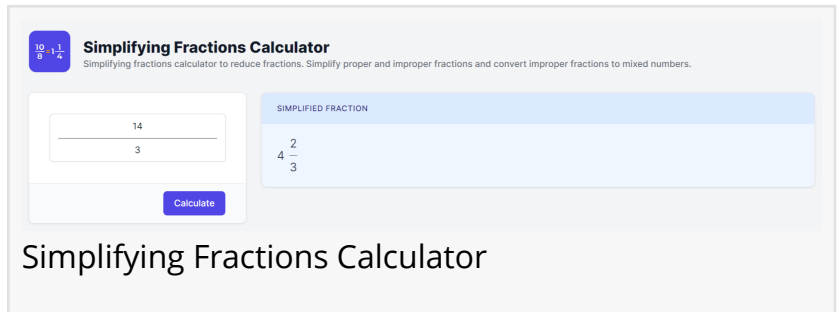 10/8=1 1/4
Simplifying Fractions Calculator
Simplifying fractions calculator to reduce fractions. Simplify proper and improper fractions and convert improper fractions to mixed numbers.
14
3
Calculate
SIMPLIFIED FRACTION
4 2/3
Simplifying Fractions Calculator